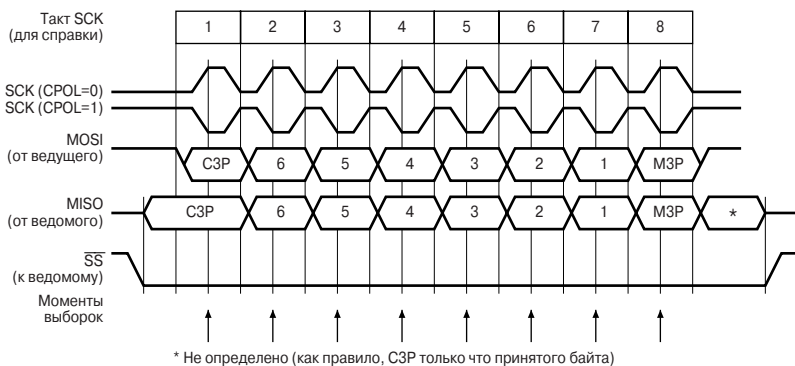 Такт SCK
(для справки)
1 2 3 4 5 6 7 8
SCK (CPOL=0)
SCK (CPOL=1)
MOSI
(от ведущего)
СЗР 6 5 4 3 2 1 МЗР
MISO
(от ведомого)
СЗР 6 5 4 3 2 1 МЗР *
SS
(к ведомому)
Моменты
выборок
* Не определено (как правило, СЗР только что принятого байта)